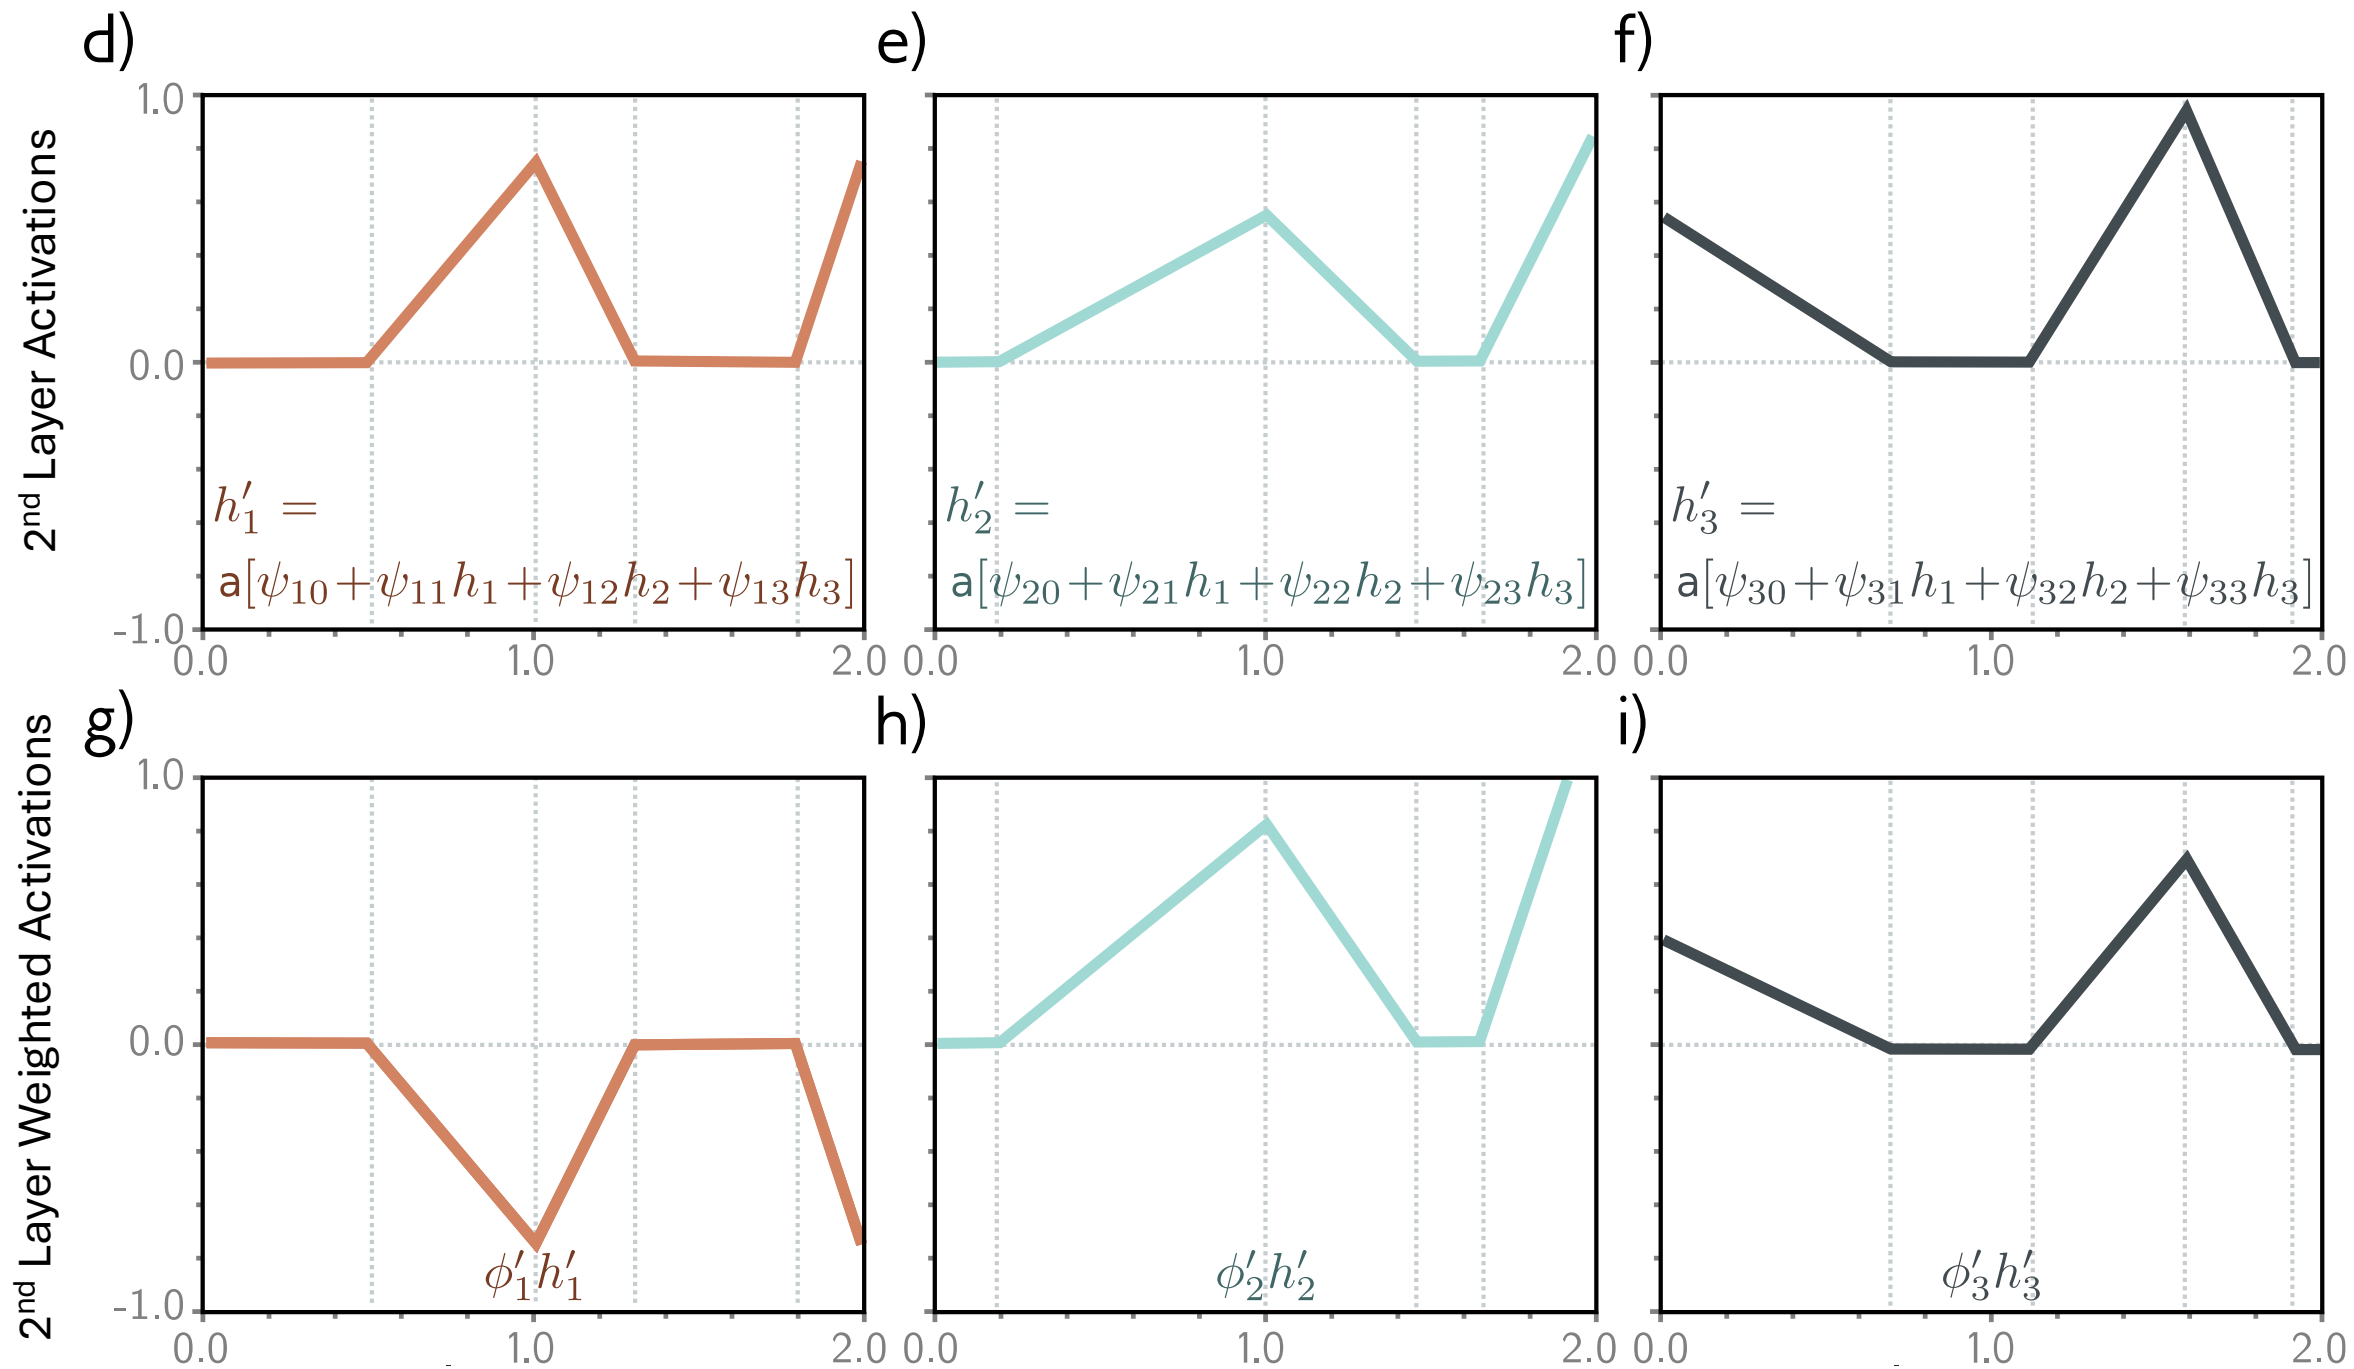 d) e) f)
2nd Layer Activations
1.0
0.0
-1.0
h′₁ =
a[ψ₁₀+ψ₁₁h₁+ψ₁₂h₂+ψ₁₃h₃]
h′₂ =
a[ψ₂₀+ψ₂₁h₁+ψ₂₂h₂+ψ₂₃h₃]
h′₃ =
a[ψ₃₀+ψ₃₁h₁+ψ₃₂h₂+ψ₃₃h₃]
0.0 1.0 2.0 0.0 1.0 2.0 0.0 1.0 2.0
g) h) i)
2nd Layer Weighted Activations
1.0
0.0
-1.0
ϕ′₁h′₁
ϕ′₂h′₂
ϕ′₃h′₃
0.0 1.0 2.0 0.0 1.0 2.0 0.0 1.0 2.0